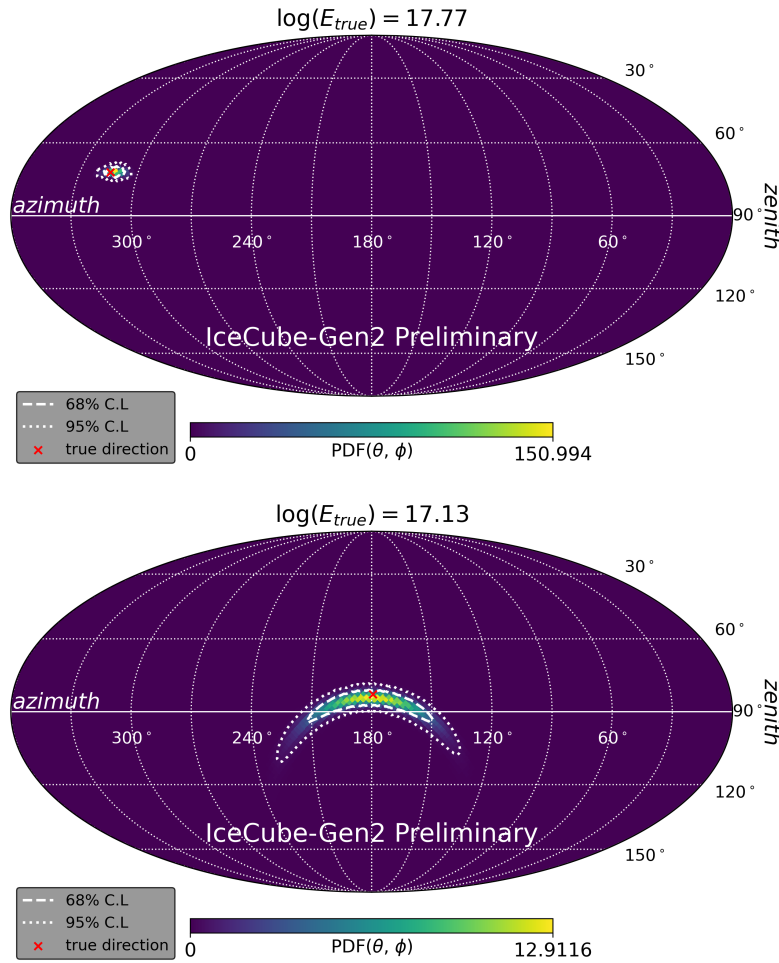 log(E_true) = 17.77
30°
60°
azimuth
90°
zenith
300° 240° 180° 120° 60°
120°
IceCube-Gen2 Preliminary
150°
68% C.L
95% C.L
true direction
0 PDF(θ, ϕ) 150.994
log(E_true) = 17.13
30°
60°
azimuth
90°
zenith
300° 240° 180° 120° 60°
120°
IceCube-Gen2 Preliminary
150°
68% C.L
95% C.L
true direction
0 PDF(θ, ϕ) 12.9116